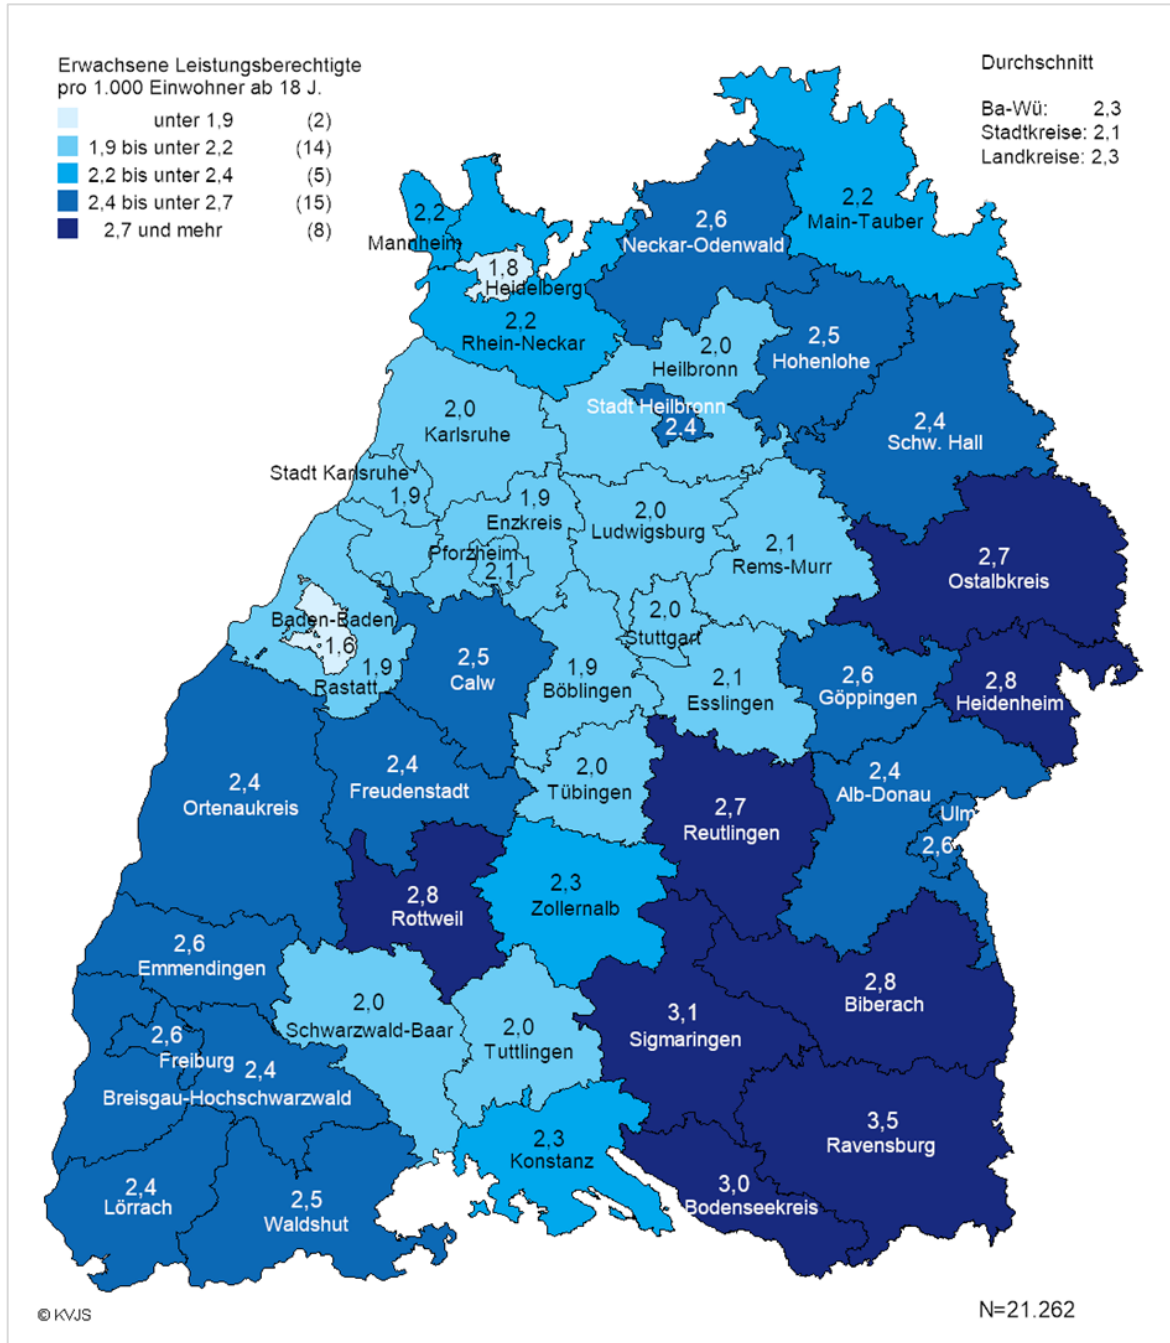 Erwachsene Leistungsberechtigte
pro 1.000 Einwohner ab 18 J.
unter 1,9 (2)
1,9 bis unter 2,2 (14)
2,2 bis unter 2,4 (5)
2,4 bis unter 2,7 (15)
2,7 und mehr (8)
Durchschnitt
Ba-Wü: 2,3
Stadtkreise: 2,1
Landkreise: 2,3
2,2
Mannheim
1,8
Heidelberg
2,2
Rhein-Neckar
2,6
Neckar-Odenwald
2,2
Main-Tauber
2,0
Heilbronn
2,5
Hohenlohe
Stadt Heilbronn
2,4
2,4
Schw. Hall
2,0
Karlsruhe
Stadt Karlsruhe
1,9
1,9
Enzkreis
Pforzheim
2,1
2,0
Ludwigsburg
2,1
Rems-Murr
2,7
Ostalbkreis
Baden-Baden
1,6
1,9
Rastatt
2,5
Calw
1,9
Böblingen
2,0
Stuttgart
2,1
Esslingen
2,6
Göppingen
2,8
Heidenheim
2,4
Ortenaukreis
2,4
Freudenstadt
2,0
Tübingen
2,7
Reutlingen
2,4
Alb-Donau
Ulm
2,6
2,8
Rottweil
2,3
Zollernalb
2,6
Emmendingen
2,0
Schwarzwald-Baar
2,0
Tuttlingen
3,1
Sigmaringen
2,8
Biberach
2,6
Freiburg
2,4
Breisgau-Hochschwarzwald
2,4
Lörrach
2,5
Waldshut
2,3
Konstanz
3,0
Bodenseekreis
3,5
Ravensburg
© KVJS
N=21.262